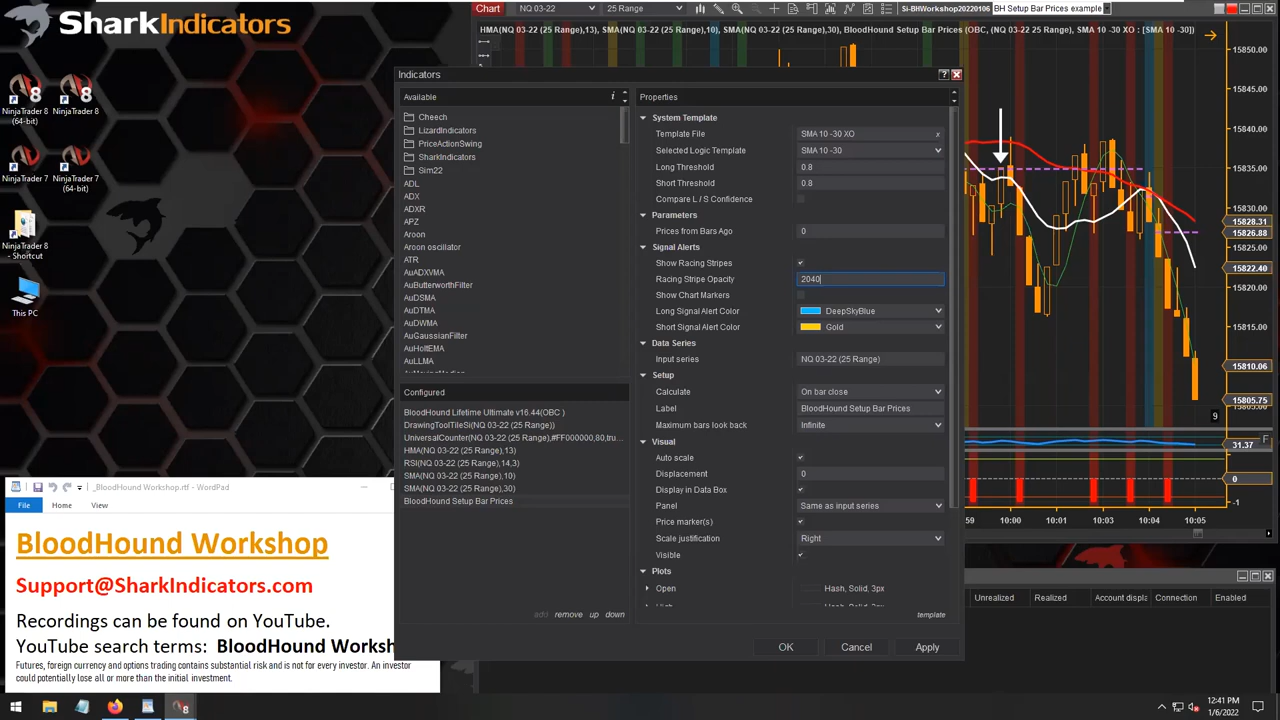 SharkIndicators
NinjaTrader 8
(64-bit)
NinjaTrader 8
NinjaTrader 7
NinjaTrader 7
(64-bit)
NinjaTrader 8
- Shortcut
This PC
_BloodHound Workshop.rtf - WordPad
File Home View
BloodHound Workshop
Support@SharkIndicators.com
Recordings can be found on YouTube.
YouTube search terms: BloodHound Worksh
Futures, foreign currency and options trading contains substantial risk and is not for every investor. An investor
could potentially lose all or more than the initial investment.
Chart NQ 03-22 25 Range SI-BHWorkshop20220106 BH Setup Bar Prices example
HMA(NQ 03-22 (25 Range),13), SMA(NQ 03-22 (25 Range),10), SMA(NQ 03-22 (25 Range),30), BloodHound Setup Bar Prices (OBC, (NQ 03-22 (25 Range), SMA 10 -30 XO : [SMA 10 -30])
Indicators
Available
Cheech
LizardIndicators
PriceActionSwing
SharkIndicators
Sim22
ADL
ADX
ADXR
APZ
Aroon
Aroon oscillator
ATR
AuADXVMA
AuButterworthFilter
AuDSMA
AuDTMA
AuDWMA
AuGaussianFilter
AuHoltEMA
AuLLMA
Configured
BloodHound Lifetime Ultimate v16.44(OBC )
DrawingToolTileSi(NQ 03-22 (25 Range))
UniversalCounter(NQ 03-22 (25 Range),#FF000000,80,tru...
HMA(NQ 03-22 (25 Range),13)
RSI(NQ 03-22 (25 Range),14,3)
SMA(NQ 03-22 (25 Range),10)
SMA(NQ 03-22 (25 Range),30)
BloodHound Setup Bar Prices
add remove up down
Properties
System Template
Template File SMA 10 -30 XO x
Selected Logic Template SMA 10 -30
Long Threshold 0.8
Short Threshold 0.8
Compare L / S Confidence
Parameters
Prices from Bars Ago 0
Signal Alerts
Show Racing Stripes
Racing Stripe Opacity 2040
Show Chart Markers
Long Signal Alert Color DeepSkyBlue
Short Signal Alert Color Gold
Data Series
Input series NQ 03-22 (25 Range)
Setup
Calculate On bar close
Label BloodHound Setup Bar Prices
Maximum bars look back Infinite
Visual
Auto scale
Displacement 0
Display in Data Box
Panel Same as input series
Price marker(s)
Scale justification Right
Visible
Plots
Open Hash, Solid, 3px
template
OK Cancel Apply
15850.00
15845.00
15840.00
15835.00
15830.00
15828.31
15826.88
15825.00
15822.40
15820.00
15815.00
15810.06
15805.75
9
31.37
F
0
-1
:59 10:00 10:01 10:03 10:04 10:05
Unrealized Realized Account displa Connection Enabled
12:41 PM
1/6/2022